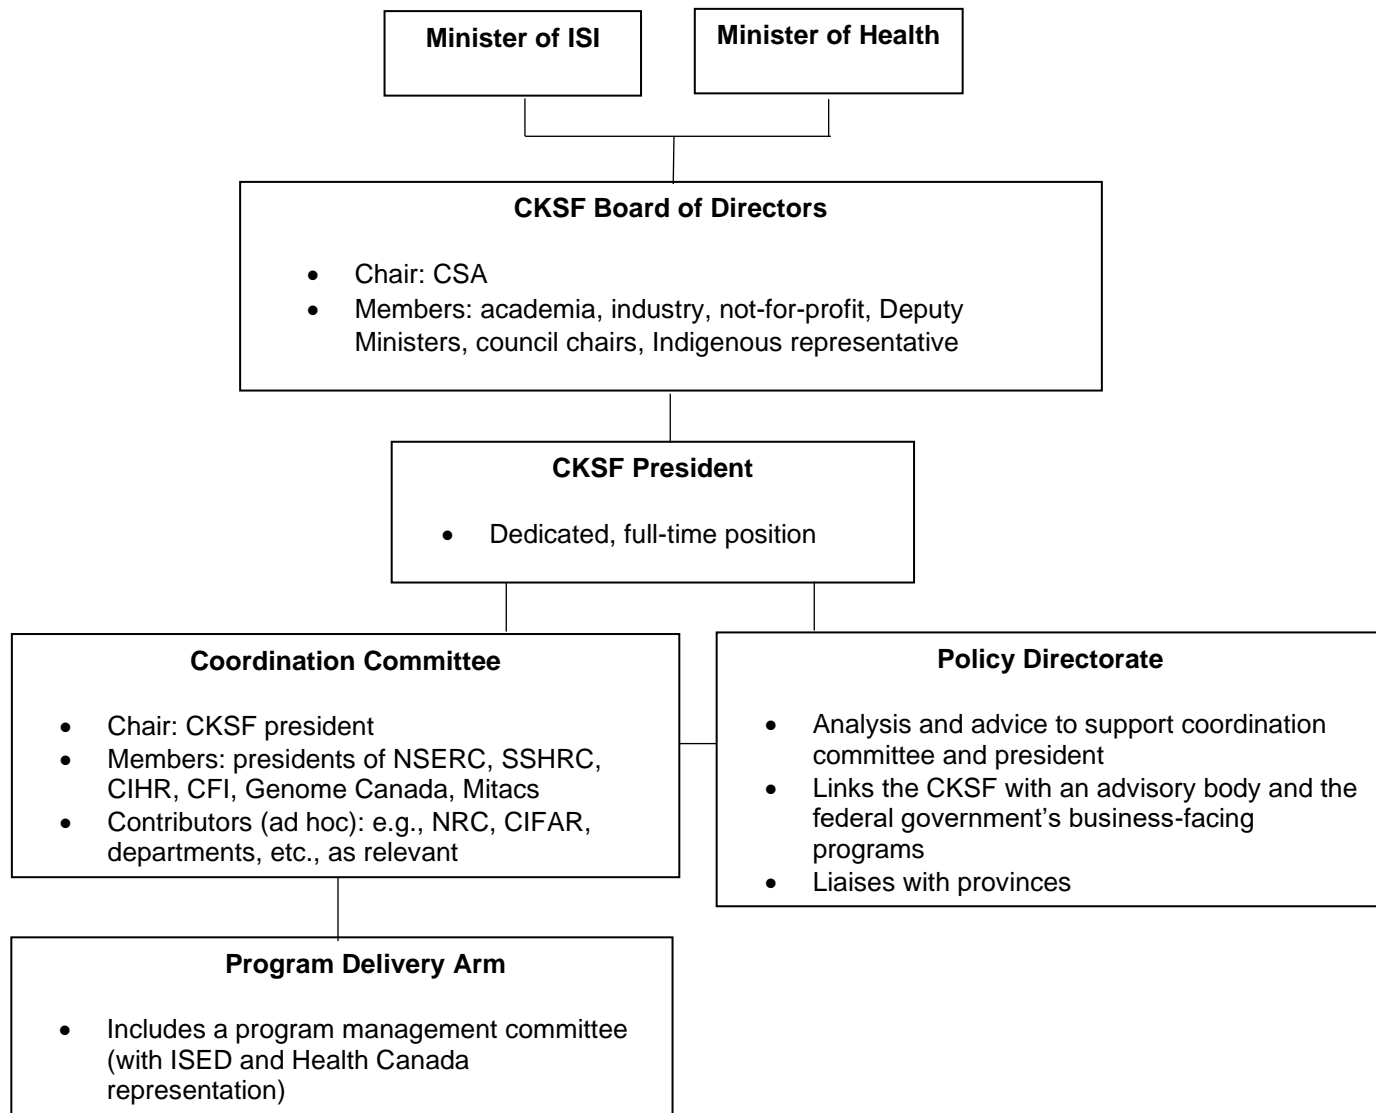 Minister of ISI
Minister of Health
CKSF Board of Directors
• Chair: CSA
• Members: academia, industry, not-for-profit, Deputy
Ministers, council chairs, Indigenous representative
CKSF President
• Dedicated, full-time position
Coordination Committee
• Chair: CKSF president
• Members: presidents of NSERC, SSHRC,
CIHR, CFI, Genome Canada, Mitacs
• Contributors (ad hoc): e.g., NRC, CIFAR,
departments, etc., as relevant
Policy Directorate
• Analysis and advice to support coordination
committee and president
• Links the CKSF with an advisory body and the
federal government’s business-facing
programs
• Liaises with provinces
Program Delivery Arm
• Includes a program management committee
(with ISED and Health Canada
representation)